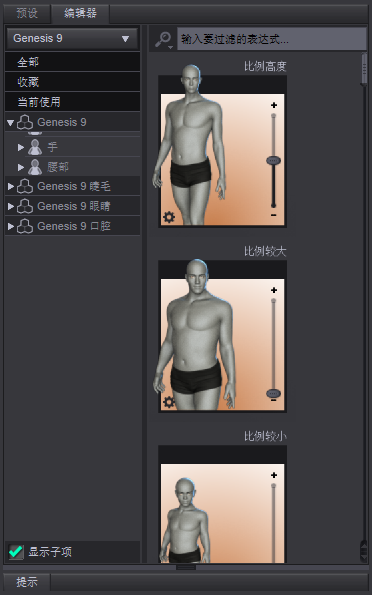 预设
编辑器
Genesis 9
输入要过滤的表达式...
全部
收藏
当前使用
Genesis 9
手
腰部
Genesis 9 睫毛
Genesis 9 眼睛
Genesis 9 口腔
比例高度
比例较大
比例较小
显示子项
提示